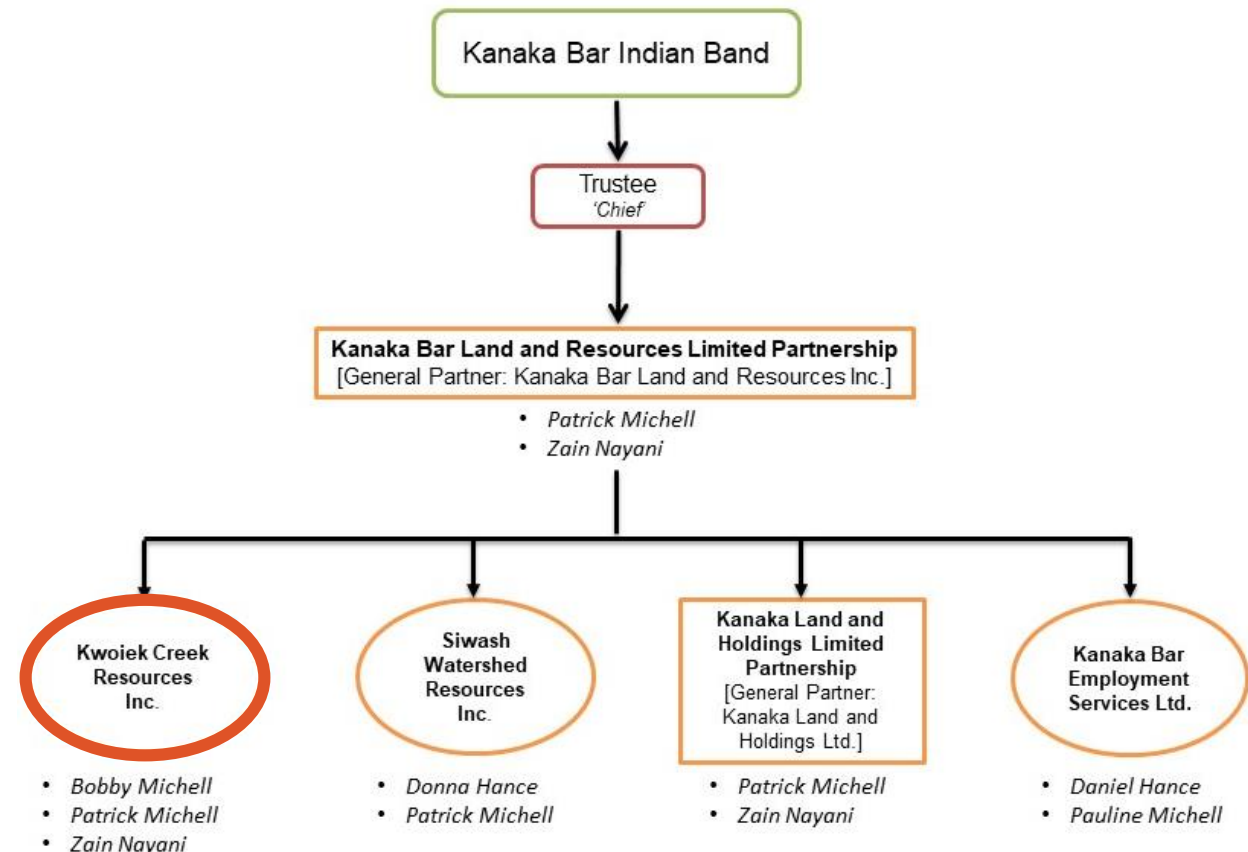 Kanaka Bar Indian Band
Trustee
'Chief'
Kanaka Bar Land and Resources Limited Partnership
[General Partner: Kanaka Bar Land and Resources Inc.]
• Patrick Michell
• Zain Nayani
Kwoiek Creek
Resources
Inc.
• Bobby Michell
• Patrick Michell
• Zain Nayani
Siwash
Watershed
Resources
Inc.
• Donna Hance
• Patrick Michell
Kanaka Land and
Holdings Limited
Partnership
[General Partner:
Kanaka Land and
Holdings Ltd.]
• Patrick Michell
• Zain Nayani
Kanaka Bar
Employment
Services Ltd.
• Daniel Hance
• Pauline Michell